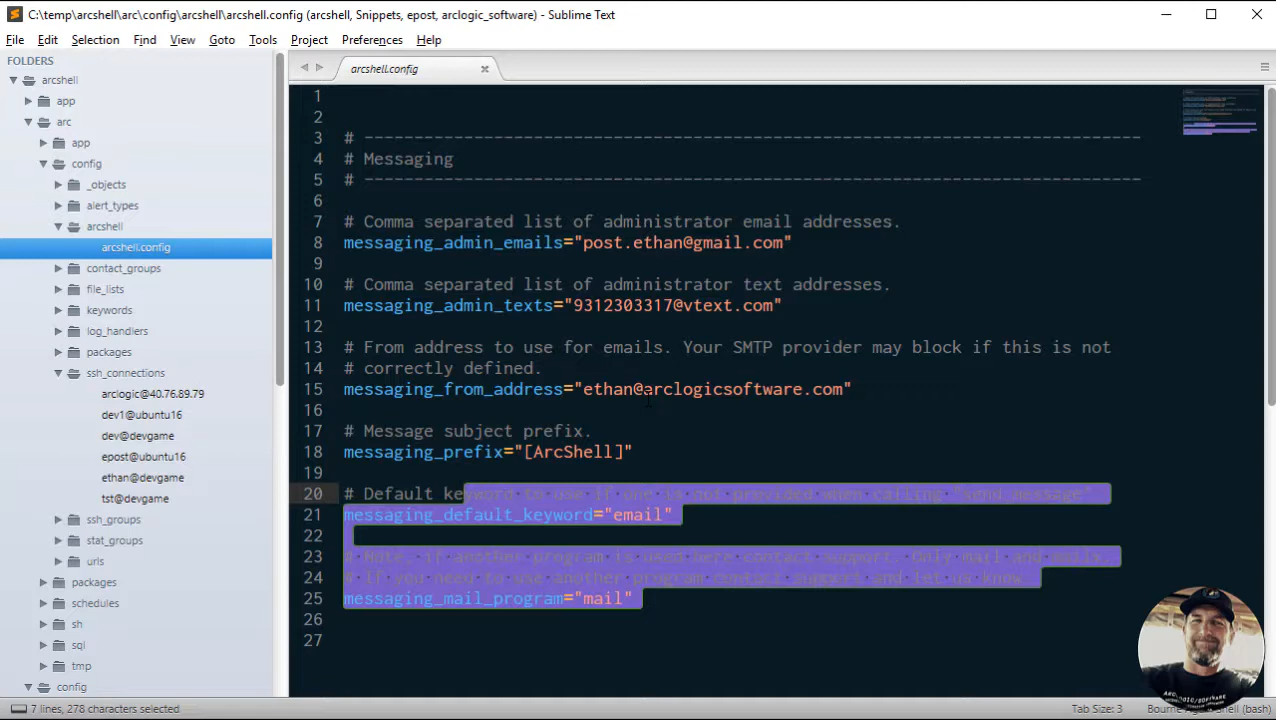 C:\temp\arcshell\arc\config\arcshell\arcshell.config (arcshell, Snippets, epost, arclogic_software) - Sublime Text
File Edit Selection Find View Goto Tools Project Preferences Help
FOLDERS
arcshell
app
arc
app
config
_objects
alert_types
arcshell
arcshell.config
contact_groups
file_lists
keywords
log_handlers
packages
ssh_connections
arclogic@40.76.89.79
dev1@ubuntu16
dev@devgame
epost@ubuntu16
ethan@devgame
tst@devgame
ssh_groups
stat_groups
urls
packages
schedules
sh
sql
tmp
config
arcshell.config
1
2
3 # ------------------------------------------------------------------------------
4 # Messaging
5 # ------------------------------------------------------------------------------
6
7 # Comma separated list of administrator email addresses.
8 messaging_admin_emails="post.ethan@gmail.com"
9
10 # Comma separated list of administrator text addresses.
11 messaging_admin_texts="9312303317@vtext.com"
12
13 # From address to use for emails. Your SMTP provider may block if this is not
14 # correctly defined.
15 messaging_from_address="ethan@arclogicsoftware.com"
16
17 # Message subject prefix.
18 messaging_prefix="[ArcShell]"
19
20 # Default keyword to use if one is not provided when calling "send_message"
21 messaging_default_keyword="email"
22
23 # Note, if another program is used here contact support. Only mail and mailx.
24 # If you need to use another program contact support and let us know.
25 messaging_mail_program="mail"
26
27
ARCLOGIC/SOFTWARE
7 lines, 278 characters selected
Tab Size: 3